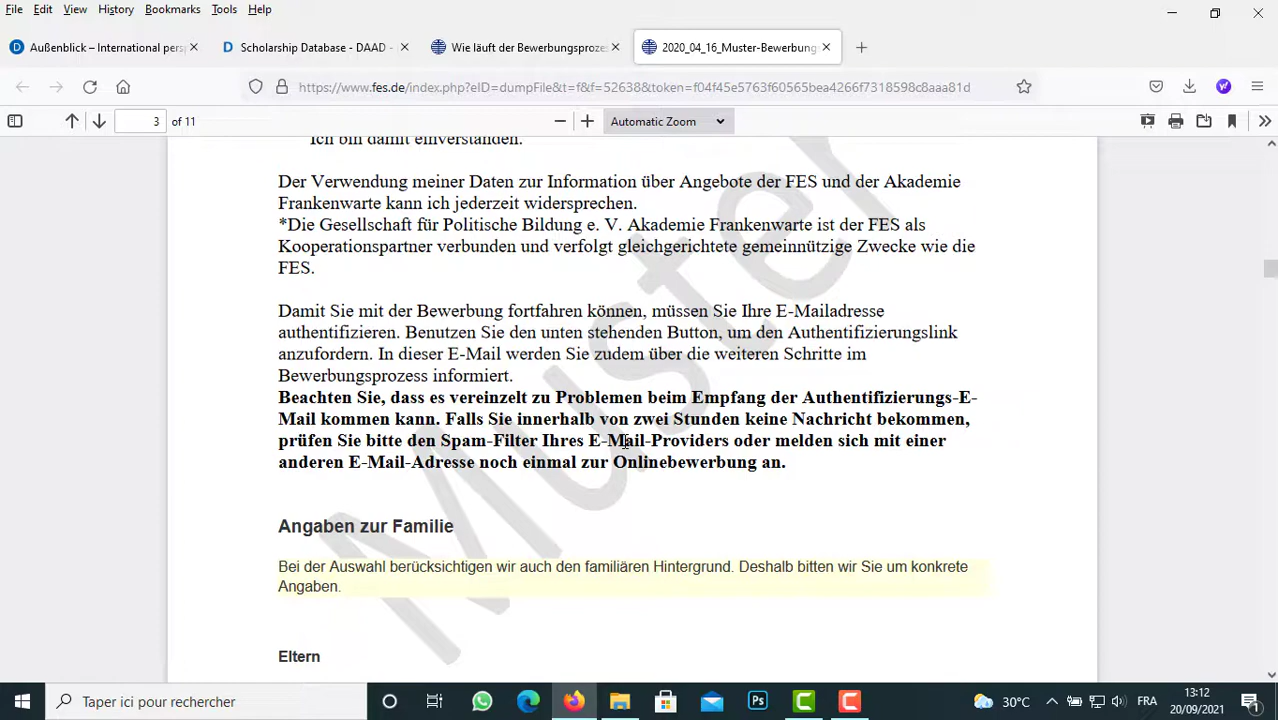 File Edit View History Bookmarks Tools Help
Außenblick – International pers
Scholarship Database - DAAD -
Wie läuft der Bewerbungsprozes
2020_04_16_Muster-Bewerbung
https://www.fes.de/index.php?eID=dumpFile&t=f&f=52638&token=f04f45e5763f60565bea4266f7318598c8aaa81d
3 of 11
Automatic Zoom
Ich bin damit einverstanden.
Der Verwendung meiner Daten zur Information über Angebote der FES und der Akademie
Frankenwarte kann ich jederzeit widersprechen.
*Die Gesellschaft für Politische Bildung e. V. Akademie Frankenwarte ist der FES als
Kooperationspartner verbunden und verfolgt gleichgerichtete gemeinnützige Zwecke wie die
FES.
Damit Sie mit der Bewerbung fortfahren können, müssen Sie Ihre E-Mailadresse
authentifizieren. Benutzen Sie den unten stehenden Button, um den Authentifizierungslink
anzufordern. In dieser E-Mail werden Sie zudem über die weiteren Schritte im
Bewerbungsprozess informiert.
Beachten Sie, dass es vereinzelt zu Problemen beim Empfang der Authentifizierungs-E-
Mail kommen kann. Falls Sie innerhalb von zwei Stunden keine Nachricht bekommen,
prüfen Sie bitte den Spam-Filter Ihres E-Mail-Providers oder melden sich mit einer
anderen E-Mail-Adresse noch einmal zur Onlinebewerbung an.
Muster
Angaben zur Familie
Bei der Auswahl berücksichtigen wir auch den familiären Hintergrund. Deshalb bitten wir Sie um konkrete
Angaben.
Eltern
Taper ici pour rechercher
30°C
FRA
13:12
20/09/2021